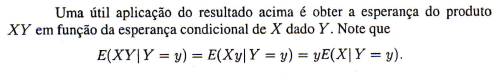 Uma útil aplicação do resultado acima é obter a esperança do produto
XY em função da esperança condicional de X dado Y. Note que
E(XY|Y = y) = E(Xy|Y = y) = yE(X|Y = y).